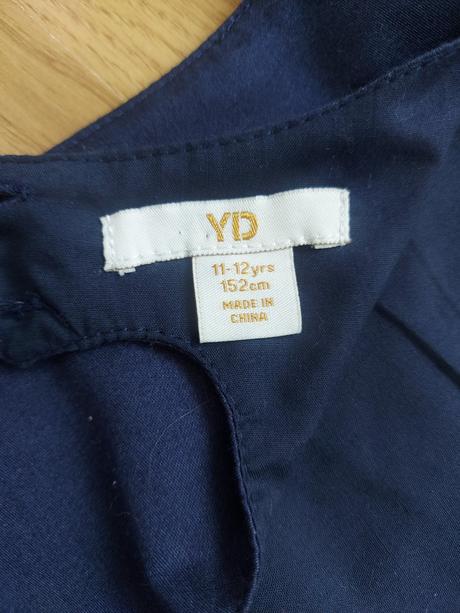 YD
11-12yrs
152cm
MADE IN
CHINA